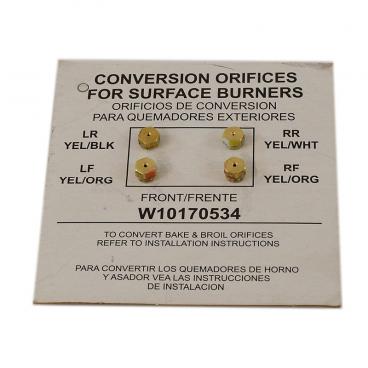 CONVERSION ORIFICES
FOR SURFACE BURNERS
ORIFICIOS DE CONVERSION
PARA QUEMADORES EXTERIORES
LR RR
YEL/BLK YEL/WHT
LF RF
YEL/ORG YEL/ORG
FRONT/FRENTE
W10170534
TO CONVERT BAKE & BROIL ORIFICES
REFER TO INSTALLATION INSTRUCTIONS
PARA CONVERTIR LOS QUEMADORES DE HORNO
Y ASADOR VEA LAS INSTRUCCIONES
DE INSTALACION